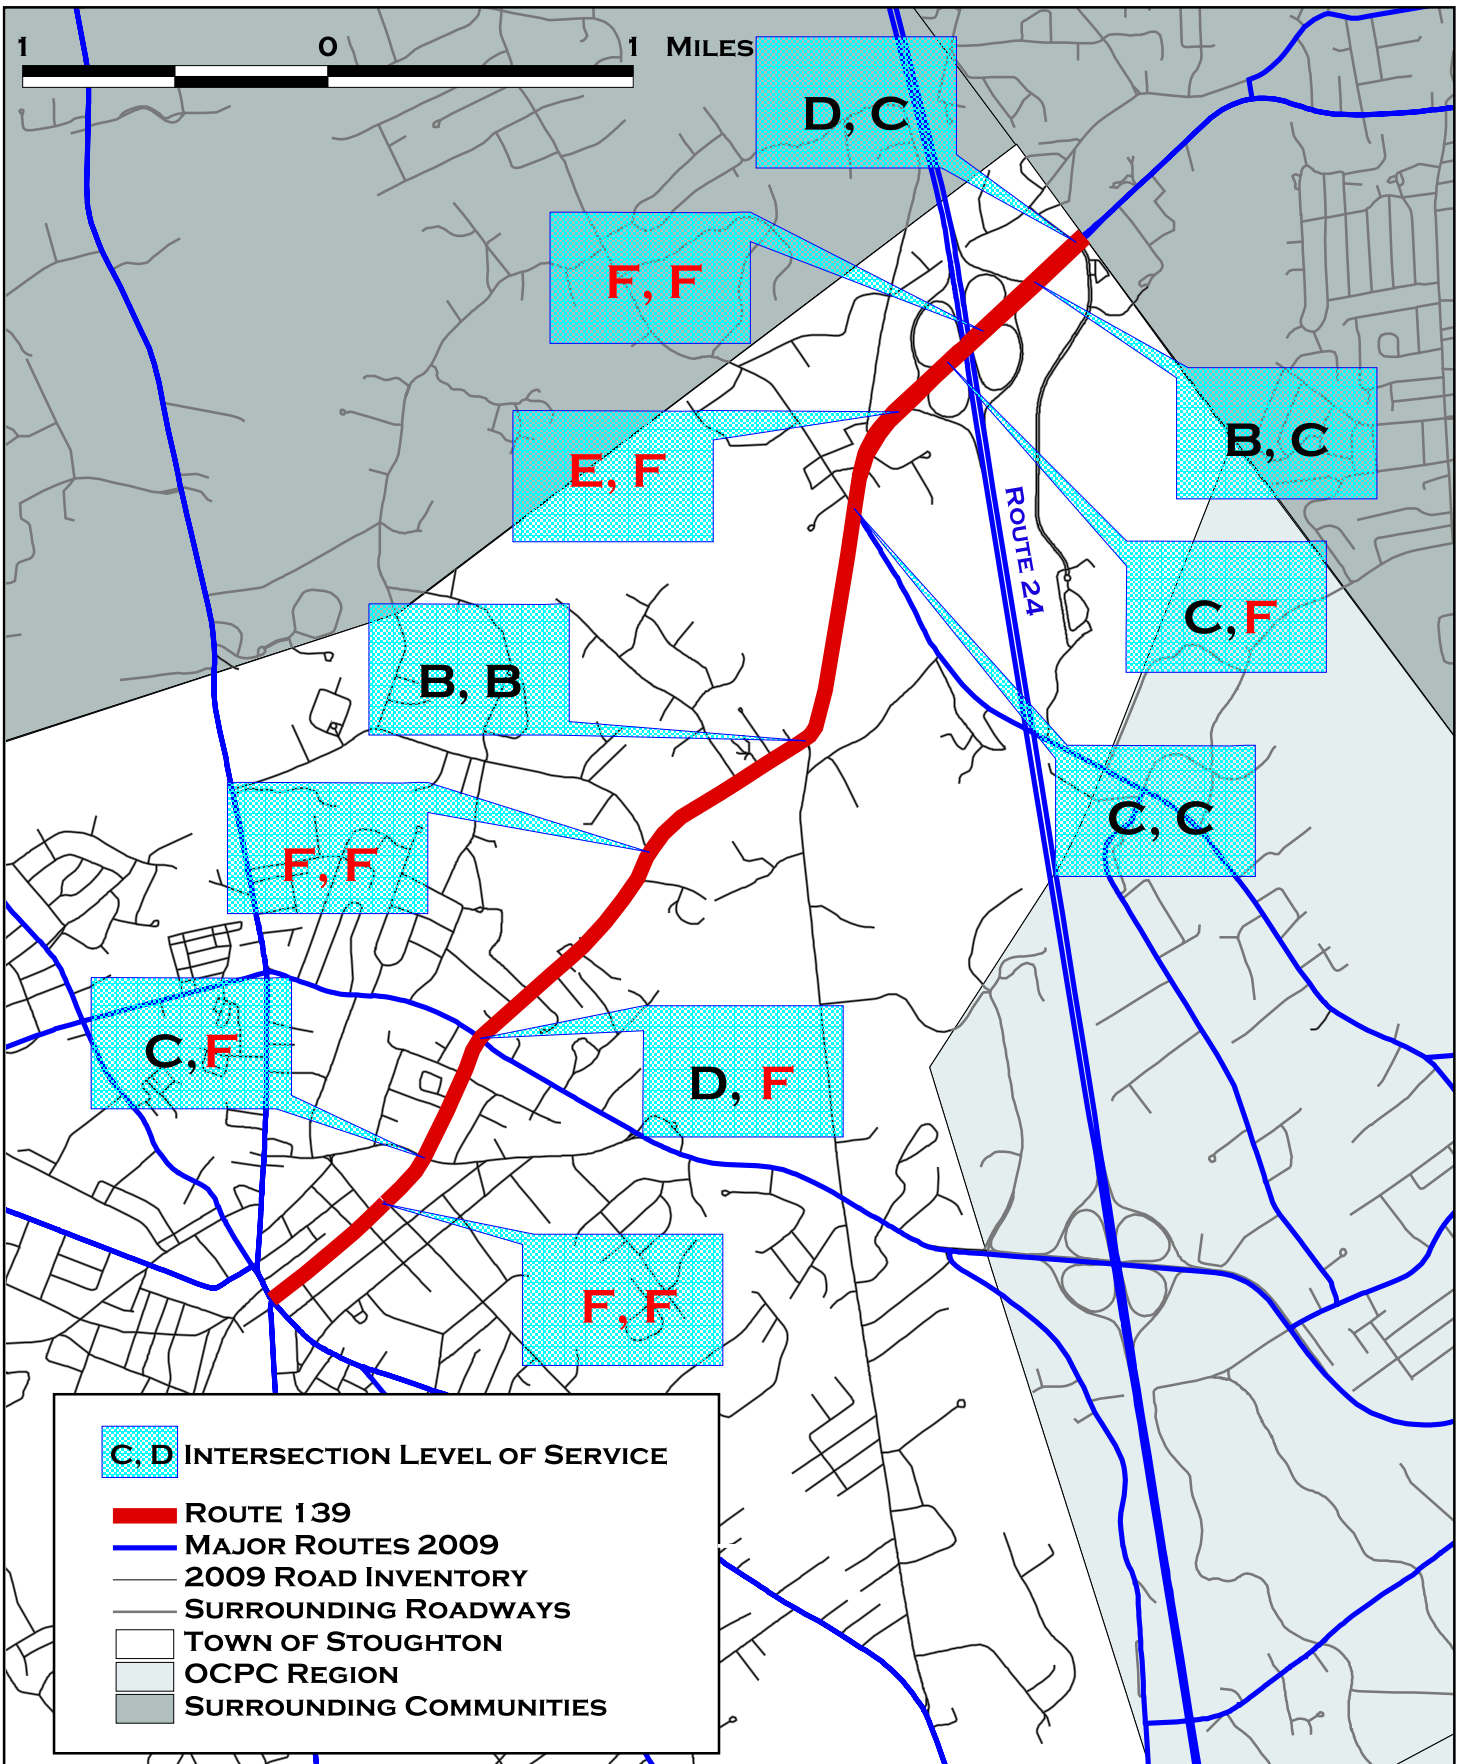 1 0 1 Miles
D, C
F, F
B, C
E, F
Route 24
C, F
B, B
C, C
F, F
C, F
D, F
F, F
C, D Intersection Level of Service
Route 139
Major Routes 2009
2009 Road Inventory
Surrounding Roadways
Town of Stoughton
OCPC Region
Surrounding Communities